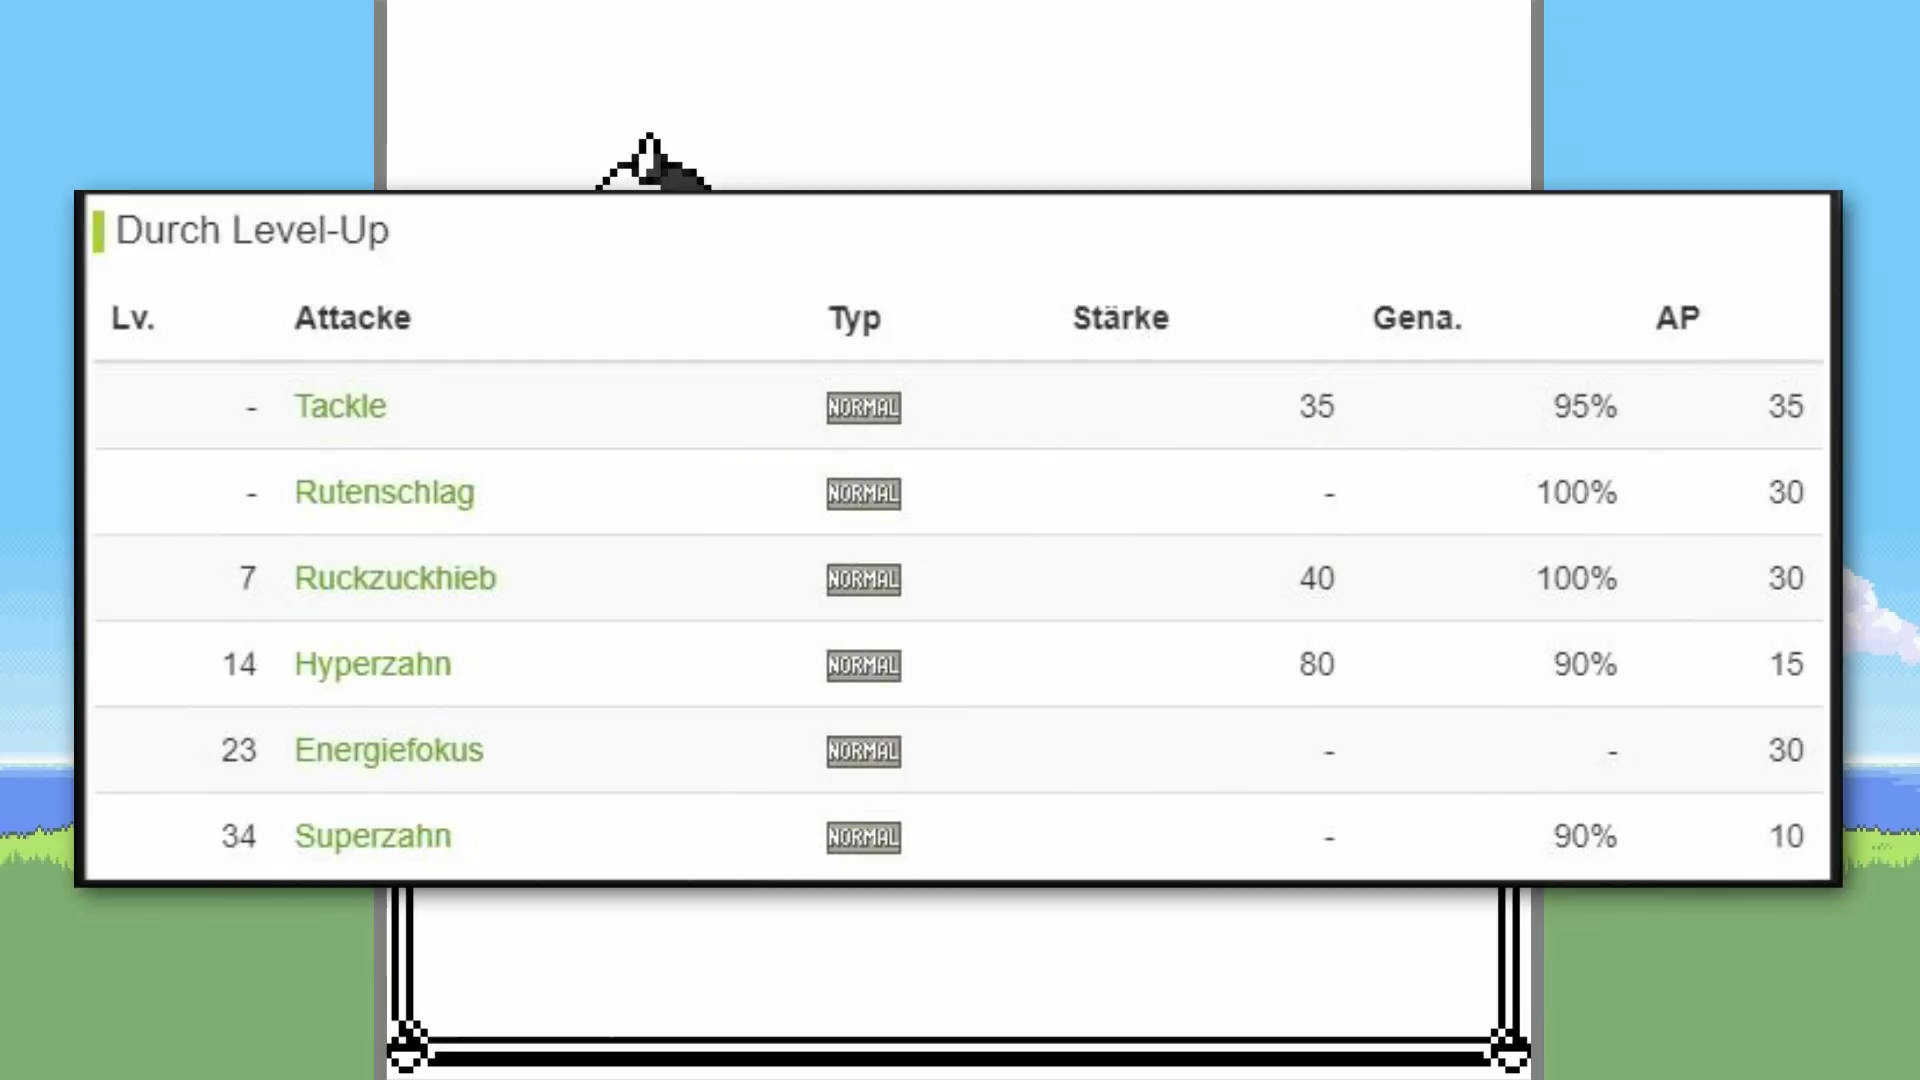 Durch Level-Up
Lv. Attacke Typ Stärke Gena. AP
- Tackle NORMAL 35 95% 35
- Rutenschlag NORMAL - 100% 30
7 Ruckzuckhieb NORMAL 40 100% 30
14 Hyperzahn NORMAL 80 90% 15
23 Energiefokus NORMAL - - 30
34 Superzahn NORMAL - 90% 10